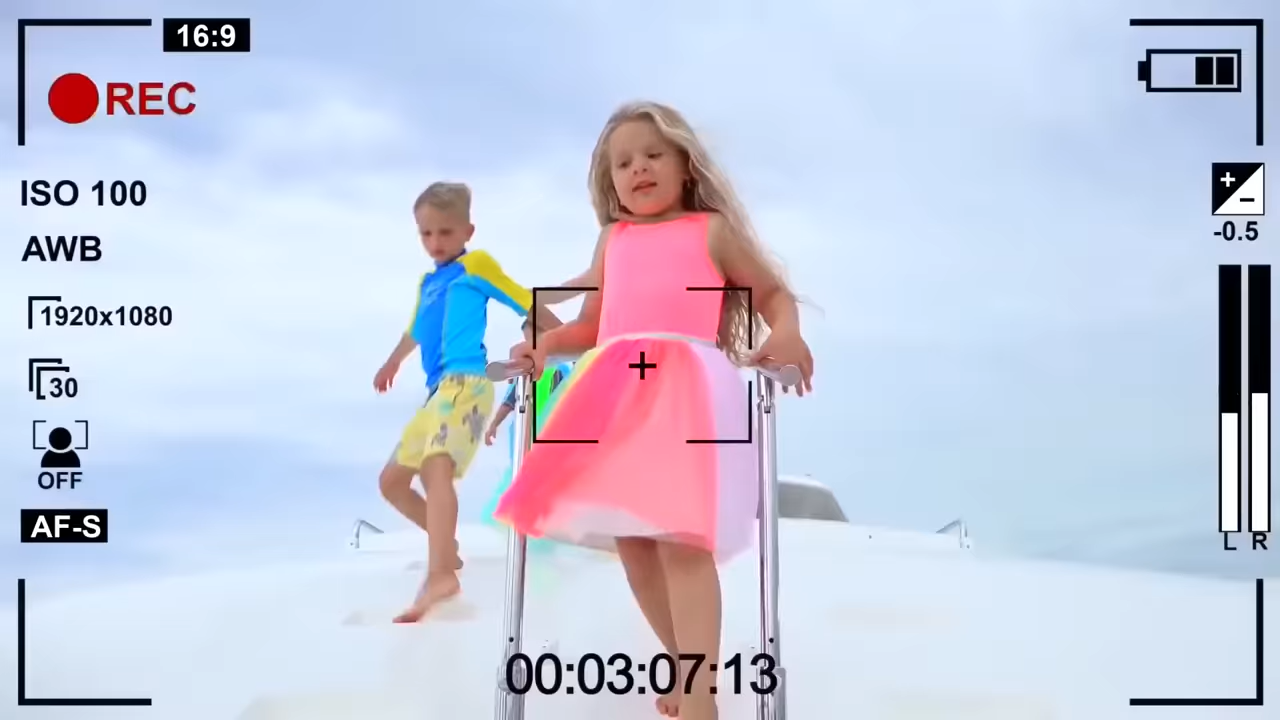 16:9
REC
ISO 100
AWB
-0.5
1920x1080
30
OFF
AF-S
L R
00:03:07:13